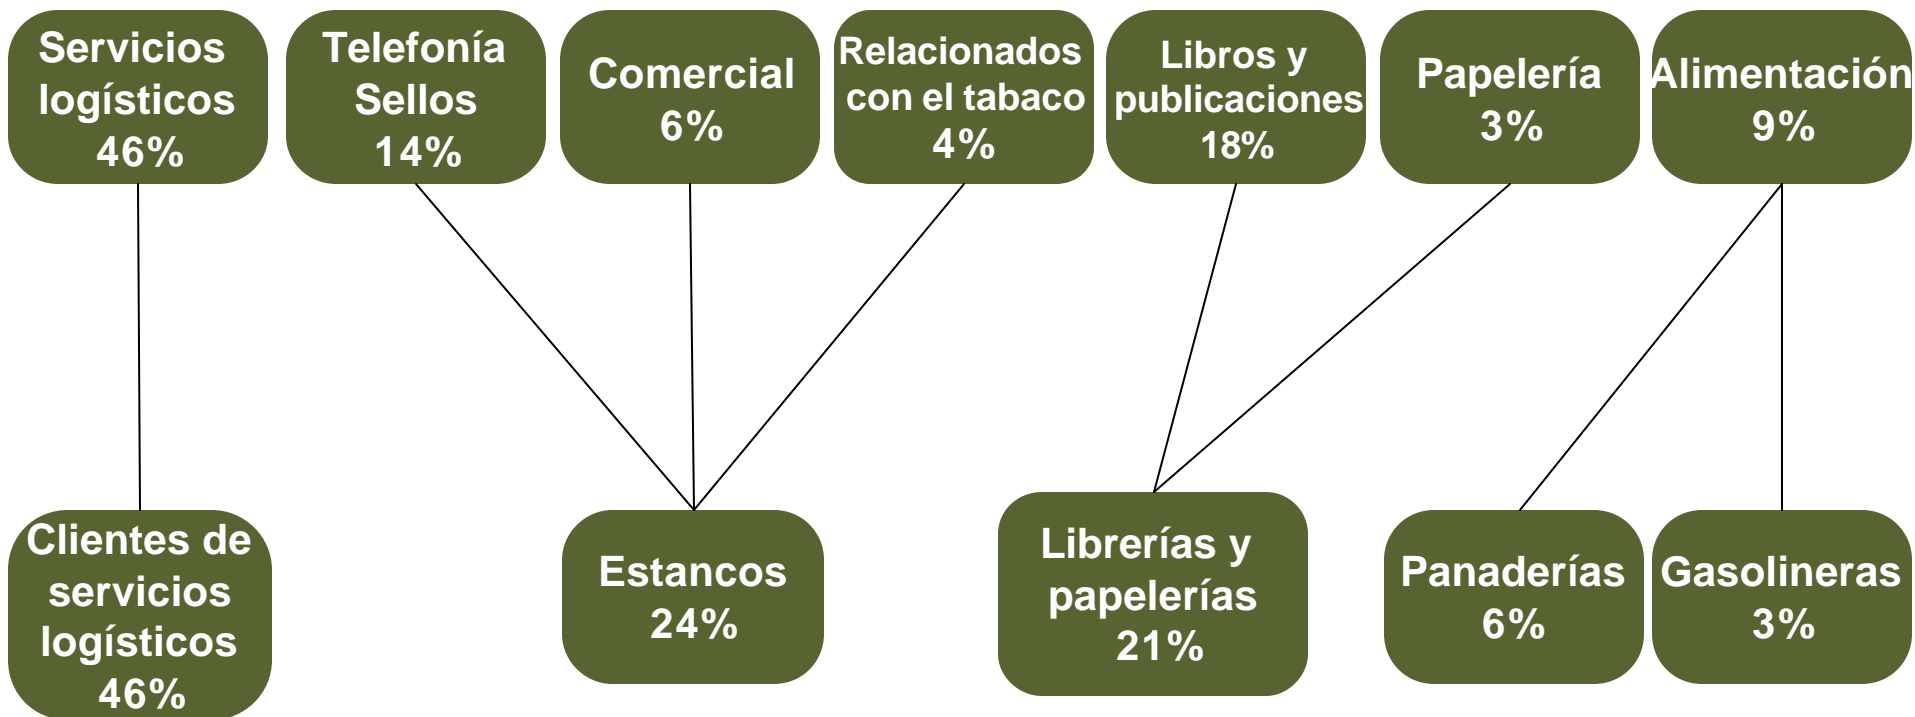 Servicios
logísticos
46%
Telefonía
Sellos
14%
Comercial
6%
Relacionados
con el tabaco
4%
Libros y
publicaciones
18%
Papelería
3%
Alimentación
9%
Clientes de
servicios
logísticos
46%
Estancos
24%
Librerías y
papelerías
21%
Panaderías
6%
Gasolineras
3%